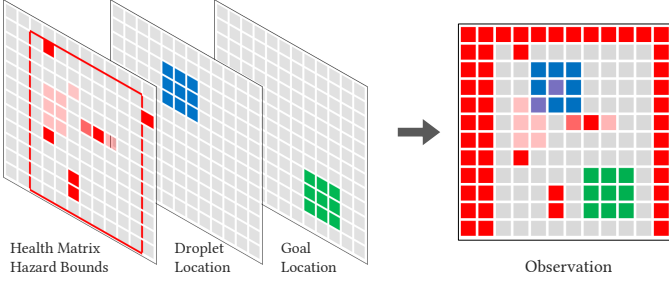 Health Matrix
Hazard Bounds
Droplet
Location
Goal
Location
Observation